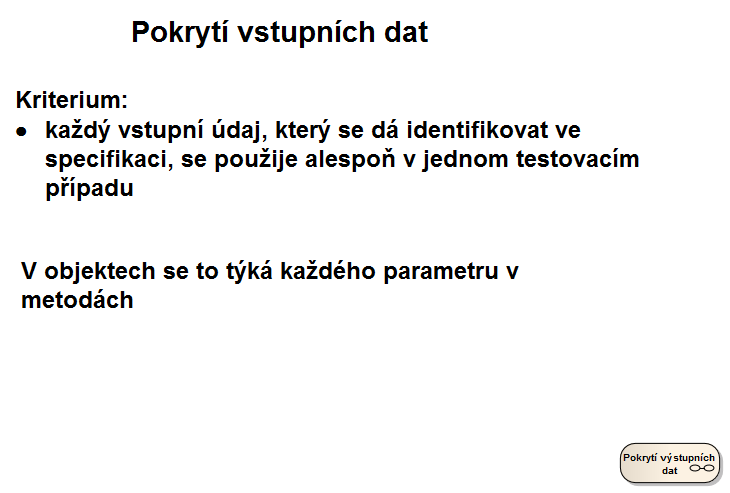 Pokrytí vstupních dat
Kriterium:
● každý vstupní údaj, který se dá identifikovat ve
specifikaci, se použije alespoň v jednom testovacím
případu
V objektech se to týká každého parametru v
metodách
Pokrytí výstupních
dat